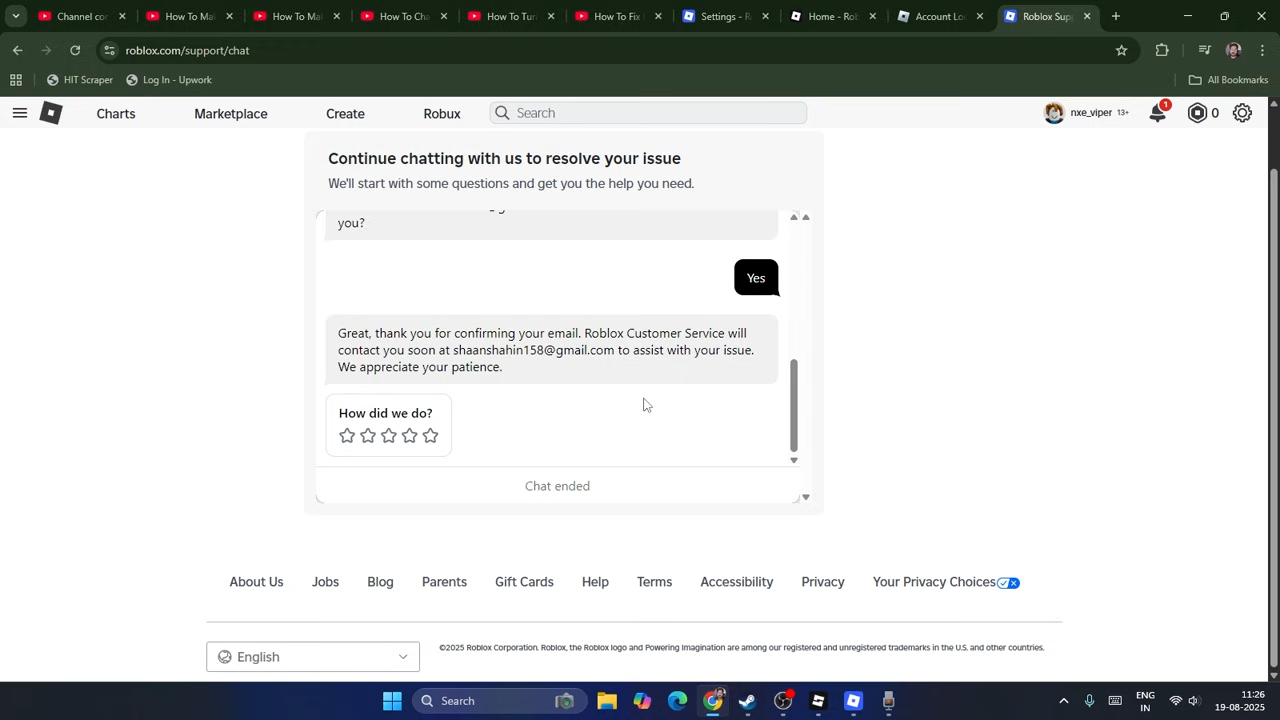 Channel con
How To Mak
How To Mak
How To Cha
How To Turn
How To Fix I
Settings - R
Home - Rob
Account Lo
Roblox Supp
roblox.com/support/chat
HIT Scraper
Log In - Upwork
All Bookmarks
Charts
Marketplace
Create
Robux
Search
nxe_viper 13+
1
0
Continue chatting with us to resolve your issue
We'll start with some questions and get you the help you need.
you?
Yes
Great, thank you for confirming your email. Roblox Customer Service will
contact you soon at shaanshahin158@gmail.com to assist with your issue.
We appreciate your patience.
How did we do?
Chat ended
About Us
Jobs
Blog
Parents
Gift Cards
Help
Terms
Accessibility
Privacy
Your Privacy Choices
English
©2025 Roblox Corporation. Roblox, the Roblox logo and Powering Imagination are among our registered and unregistered trademarks in the U.S. and other countries.
Search
ENG
IN
11:26
19-08-2025